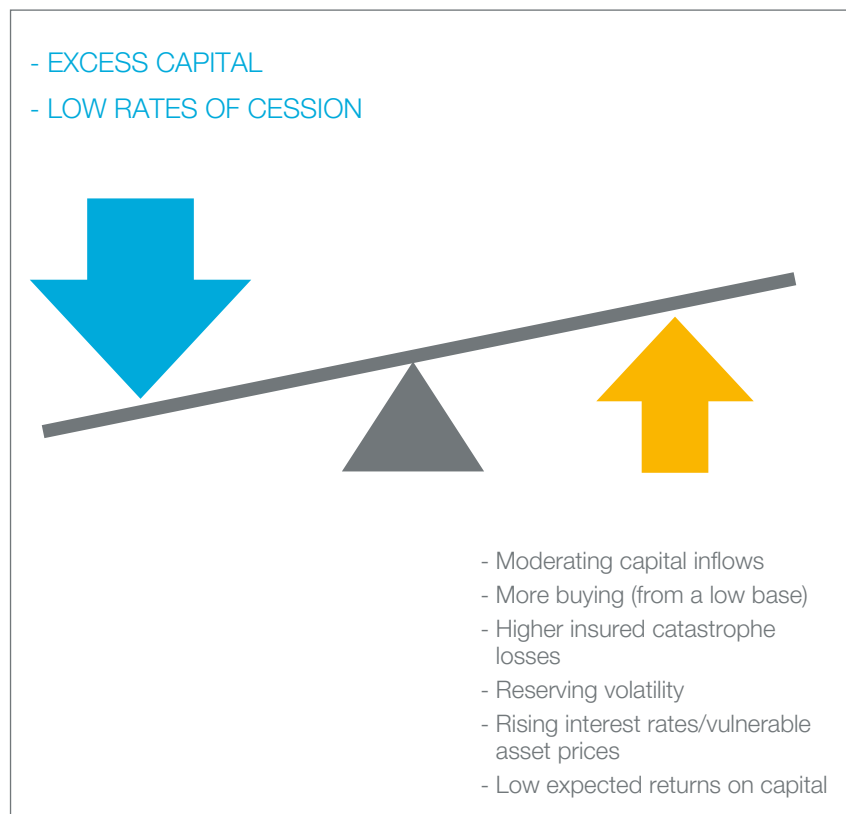 - EXCESS CAPITAL
- LOW RATES OF CESSION
- Moderating capital inflows
- More buying (from a low base)
- Higher insured catastrophe
losses
- Reserving volatility
- Rising interest rates/vulnerable
asset prices
- Low expected returns on capital